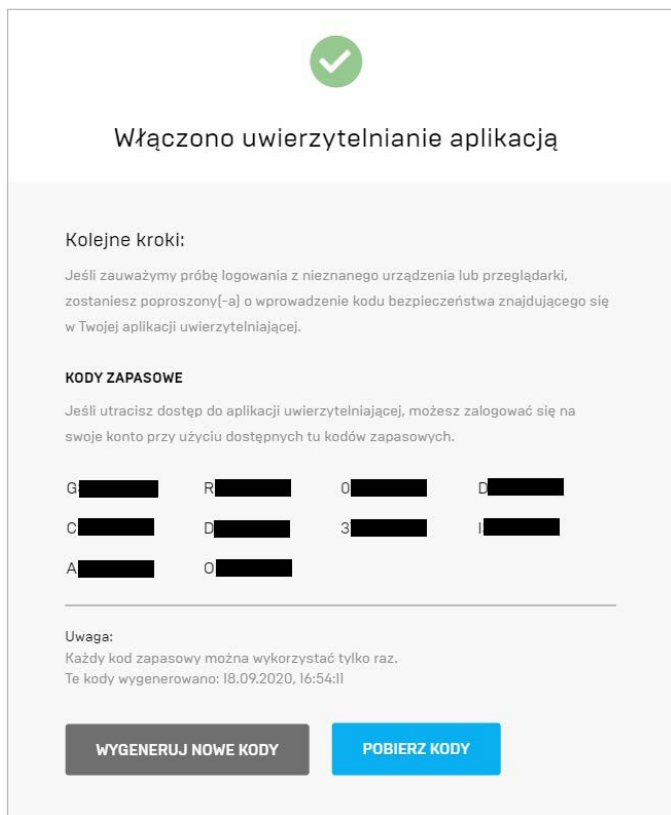 Włączono uwierzytelnianie aplikacją
Kolejne kroki:
Jeśli zauważymy próbę logowania z nieznanego urządzenia lub przeglądarki,
zostaniesz poproszony(-a) o wprowadzenie kodu bezpieczeństwa znajdującego się
w Twojej aplikacji uwierzytelniającej.
KODY ZAPASOWE
Jeśli utracisz dostęp do aplikacji uwierzytelniającej, możesz zalogować się na
swoje konto przy użyciu dostępnych tu kodów zapasowych.
G R 0 D
C D 3 I
A O
Uwaga:
Każdy kod zapasowy można wykorzystać tylko raz.
Te kody wygenerowano: 18.09.2020, 16:54:11
WYGENERUJ NOWE KODY POBIERZ KODY